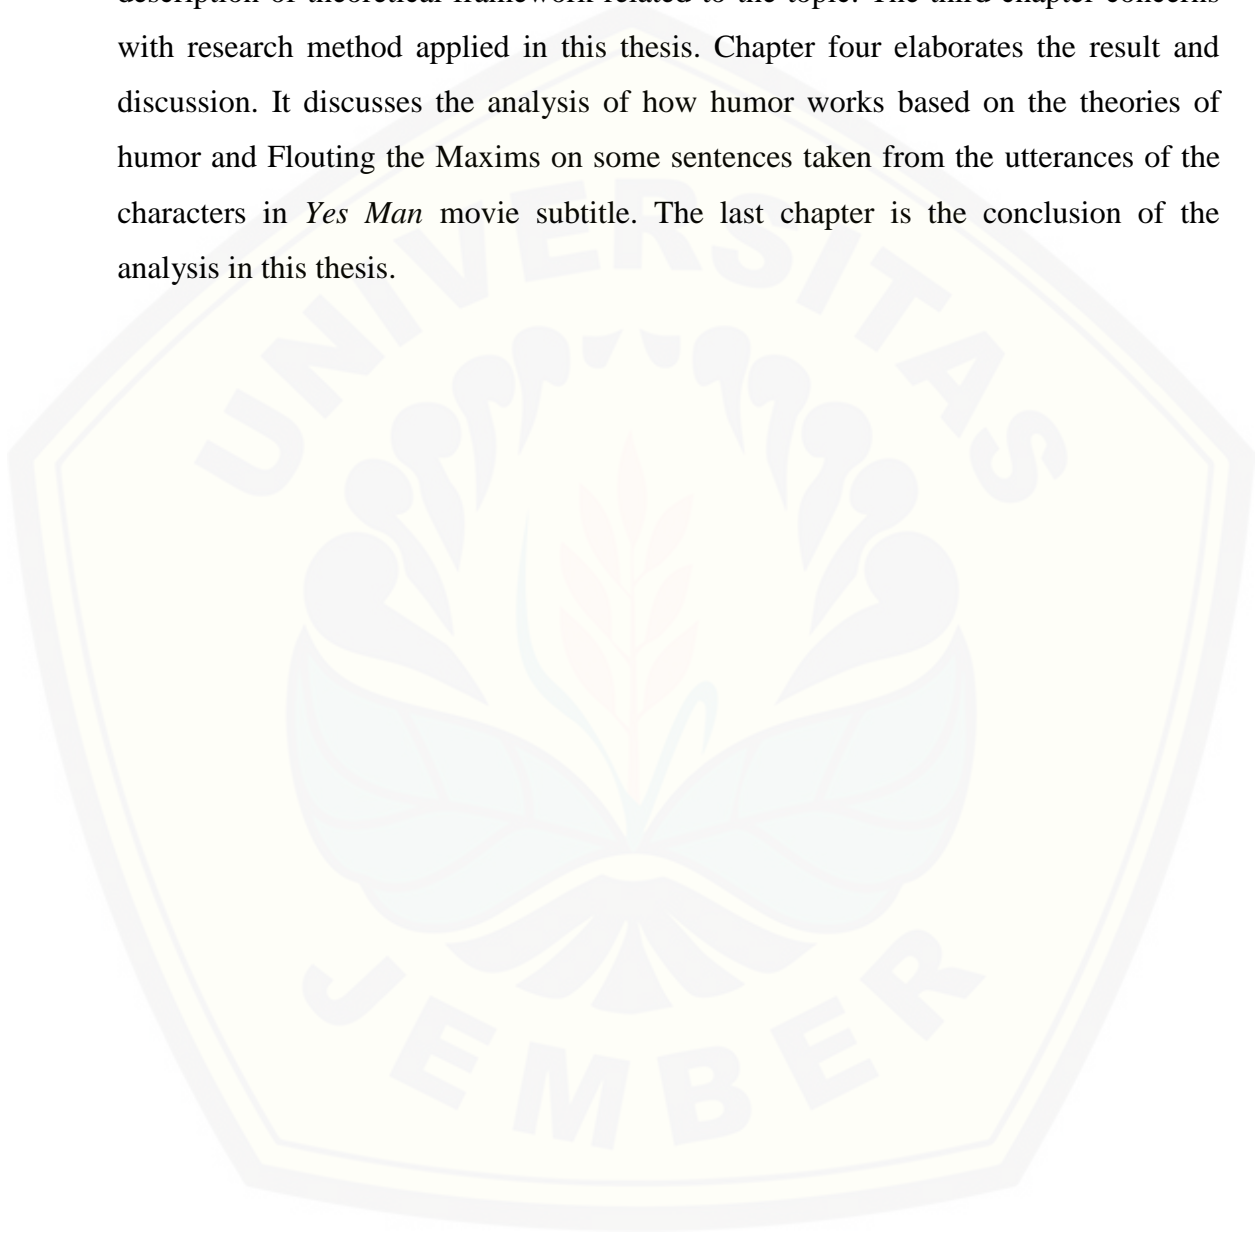 description of theoretical framework related to the topic. The third chapter concerns
with research method applied in this thesis. Chapter four elaborates the result and
discussion. It discusses the analysis of how humor works based on the theories of
humor and Flouting the Maxims on some sentences taken from the utterances of the
characters in Yes Man movie subtitle. The last chapter is the conclusion of the
analysis in this thesis.
UNIVERSITAS
JEMBER